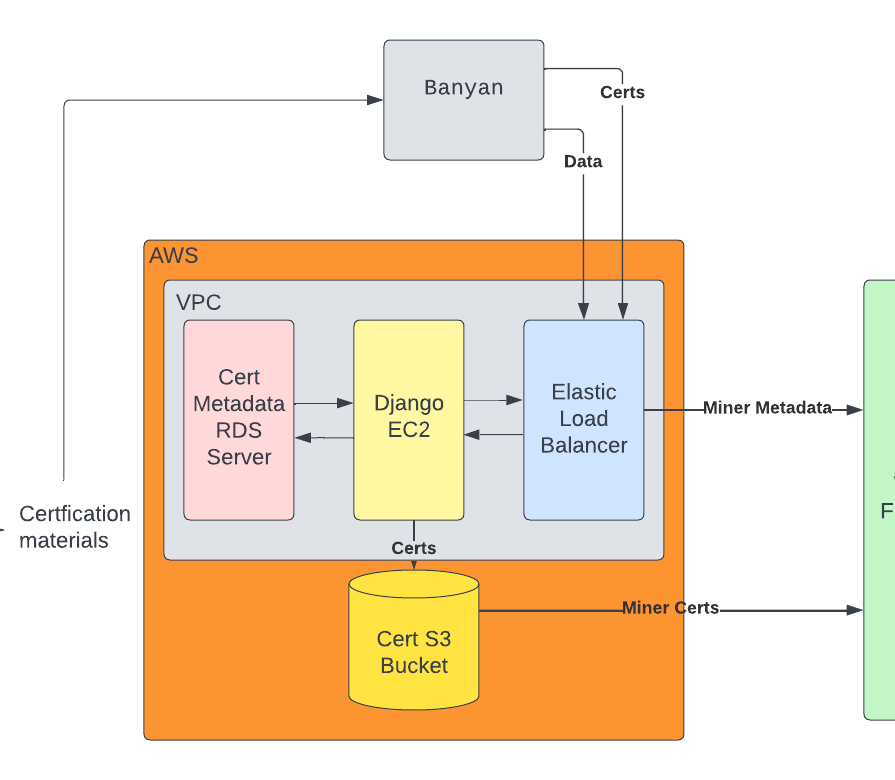 Banyan
Certs
Data
AWS
VPC
Cert
Metadata
RDS
Server
Django
EC2
Elastic
Load
Balancer
Miner Metadata
Certfication
materials
F
Certs
Miner Certs
Cert S3
Bucket